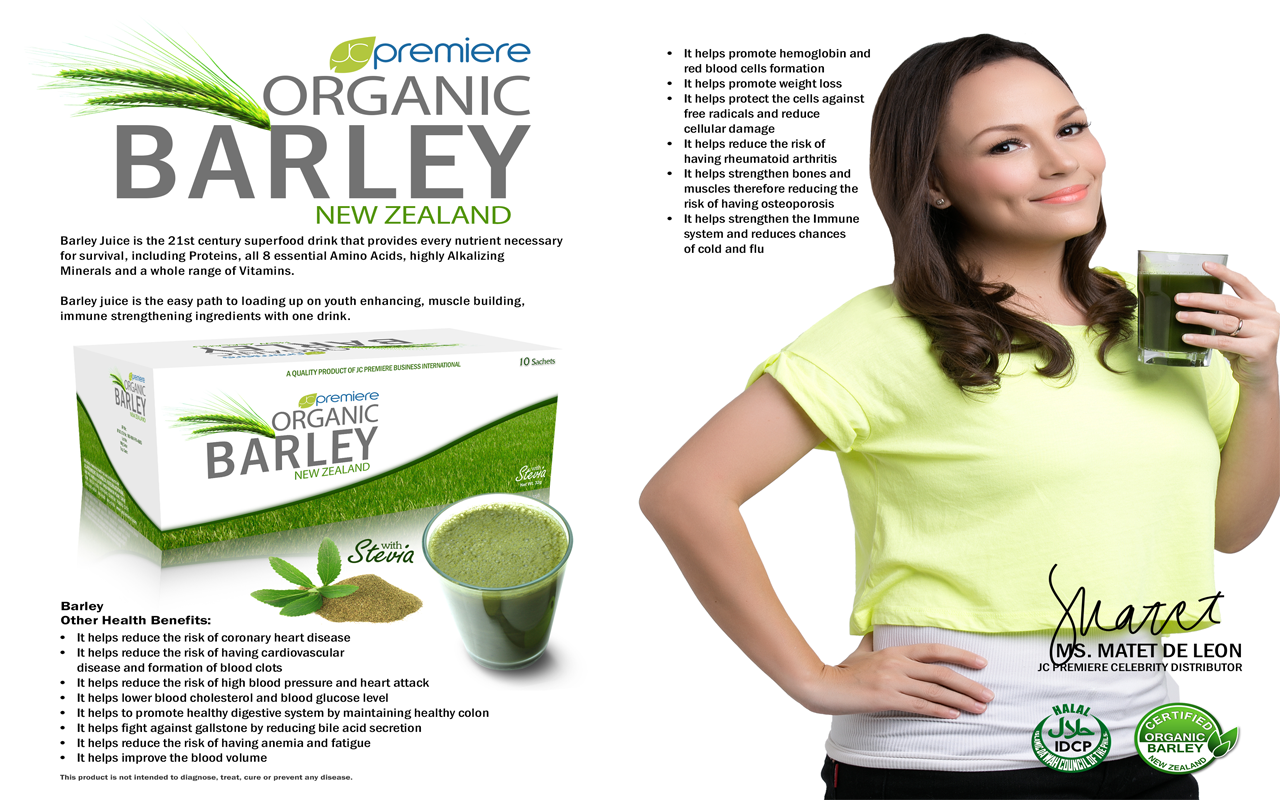 JC premiere
ORGANIC
BARLEY
NEW ZEALAND
Barley Juice is the 21st century superfood drink that provides every nutrient necessary
for survival, including Proteins, all 8 essential Amino Acids, highly Alkalizing
Minerals and a whole range of Vitamins.
Barley juice is the easy path to loading up on youth enhancing, muscle building,
immune strengthening ingredients with one drink.
A QUALITY PRODUCT OF JC PREMIERE BUSINESS INTERNATIONAL
10 Sachets
JC premiere
ORGANIC
BARLEY
NEW ZEALAND
premiere
ORGANIC
BARLEY
NEW ZEALAND
with
Stevia
with
Stevia
Barley
Other Health Benefits:
• It helps reduce the risk of coronary heart disease
• It helps reduce the risk of having cardiovascular
disease and formation of blood clots
• It helps reduce the risk of high blood pressure and heart attack
• It helps lower blood cholesterol and blood glucose level
• It helps to promote healthy digestive system by maintaining healthy colon
• It helps fight against gallstone by reducing bile acid secretion
• It helps reduce the risk of having anemia and fatigue
• It helps improve the blood volume
This product is not intended to diagnose, treat, cure or prevent any disease.
• It helps promote hemoglobin and
red blood cells formation
• It helps promote weight loss
• It helps protect the cells against
free radicals and reduce
cellular damage
• It helps reduce the risk of
having rheumatoid arthritis
• It helps strengthen bones and
muscles therefore reducing the
risk of having osteoporosis
• It helps strengthen the Immune
system and reduces chances
of cold and flu
Matet
MS. MATET DE LEON
JC PREMIERE CELEBRITY DISTRIBUTOR
HALAL
حلال
IDCP
CERTIFIED
ORGANIC
BARLEY
NEW ZEALAND